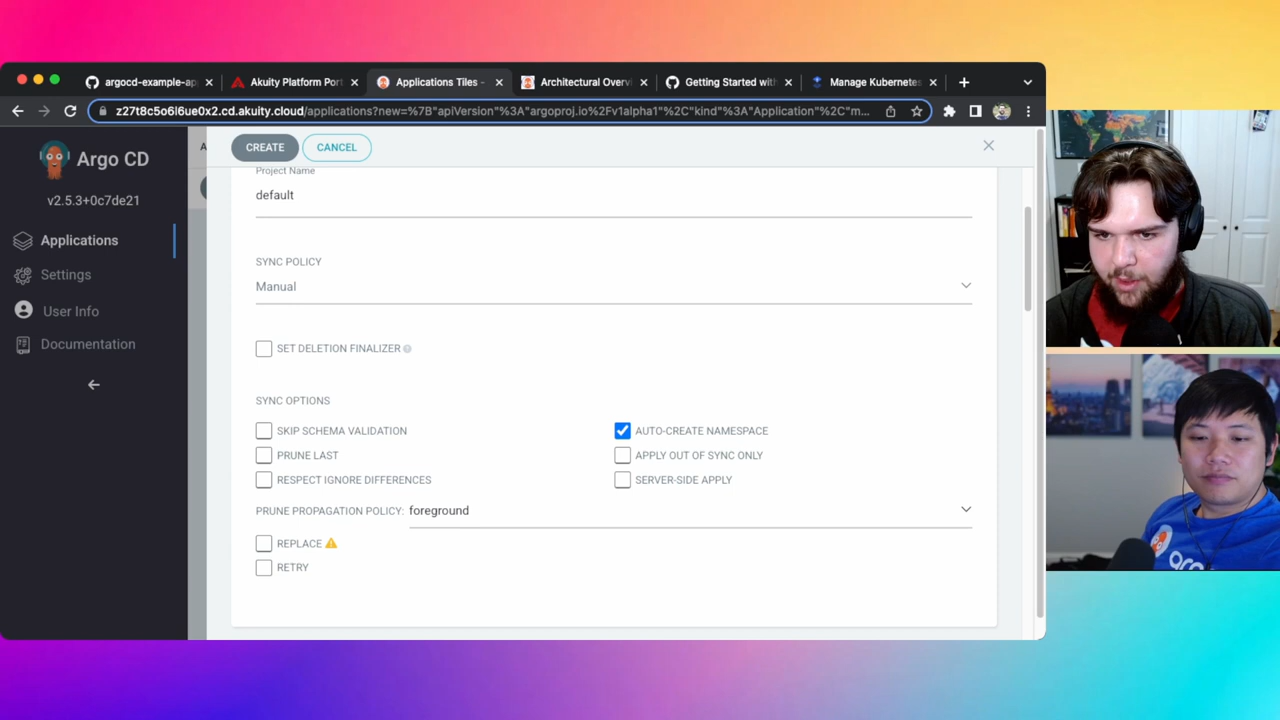 argocd-example-ap
Akuity Platform Port
Applications Tiles -
Architectural Overvi
Getting Started with
Manage Kubernetes
z27t8c5o6l6ue0x2.cd.akuity.cloud/applications?new=%7B"apiVersion"%3A"argoproj.io%2Fv1alpha1"%2C"kind"%3A"Application"%2C"m...
Argo CD
v2.5.3+0c7de21
Applications
Settings
User Info
Documentation
A
CREATE
CANCEL
Project Name
default
SYNC POLICY
Manual
SET DELETION FINALIZER
SYNC OPTIONS
SKIP SCHEMA VALIDATION
AUTO-CREATE NAMESPACE
PRUNE LAST
APPLY OUT OF SYNC ONLY
RESPECT IGNORE DIFFERENCES
SERVER-SIDE APPLY
PRUNE PROPAGATION POLICY: foreground
REPLACE
RETRY